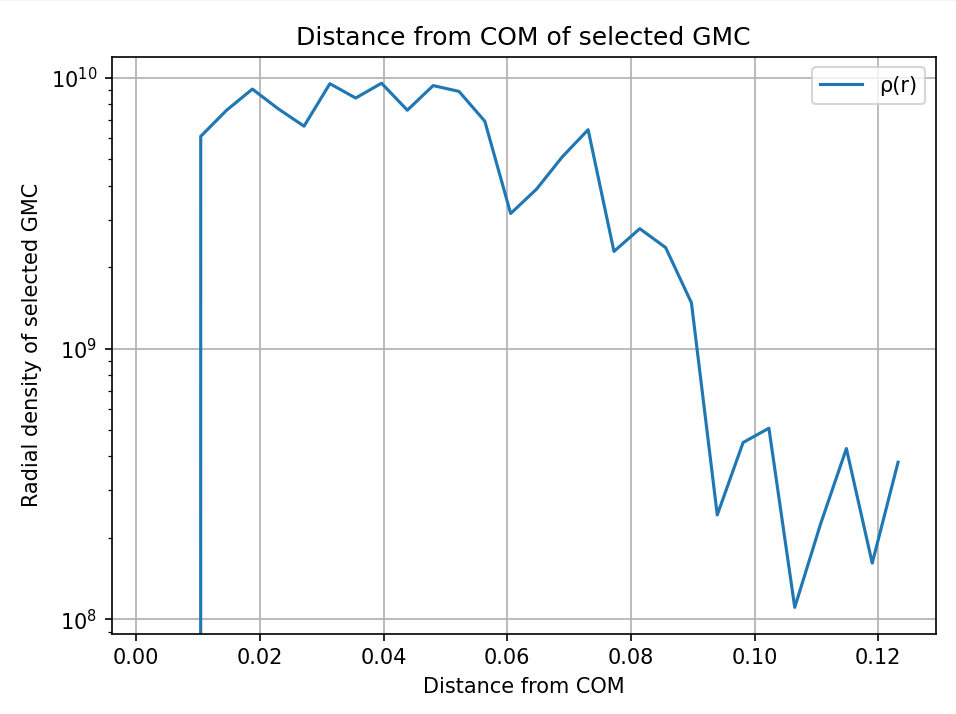 Distance from COM of selected GMC
ρ(r)
10¹⁰
10⁹
10⁸
Radial density of selected GMC
0.00 0.02 0.04 0.06 0.08 0.10 0.12
Distance from COM